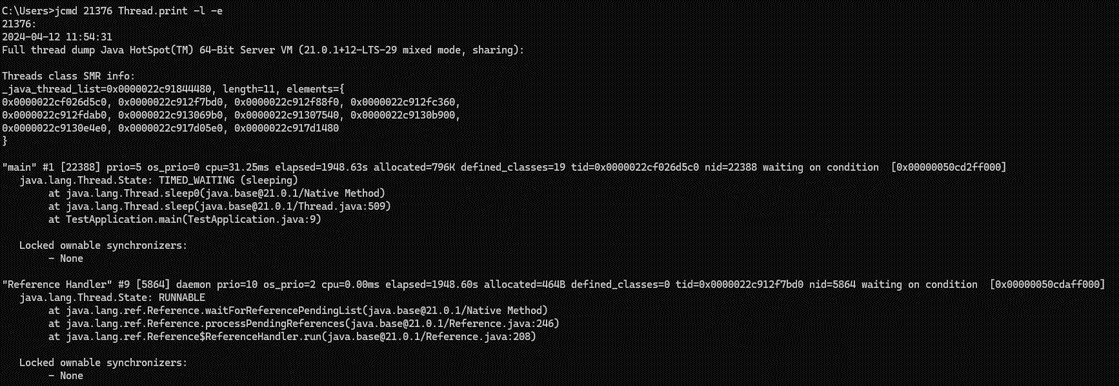 C:\Users>jcmd 21376 Thread.print -l -e
21376:
2024-04-12 11:54:31
Full thread dump Java HotSpot(TM) 64-Bit Server VM (21.0.1+12-LTS-29 mixed mode, sharing):
Threads class SMR info:
_java_thread_list=0x0000022c91844480, length=11, elements={
0x0000022cf026d5c0, 0x0000022c912f7bd0, 0x0000022c912f88f0, 0x0000022c912fc360,
0x0000022c912fdab0, 0x0000022c913069b0, 0x0000022c91307540, 0x0000022c9130b900,
0x0000022c9130e4e0, 0x0000022c917d05e0, 0x0000022c917d1480
}
"main" #1 [22388] prio=5 os_prio=0 cpu=31.25ms elapsed=1948.63s allocated=796K defined_classes=19 tid=0x0000022cf026d5c0 nid=22388 waiting on condition  [0x00000050cd2ff000]
   java.lang.Thread.State: TIMED_WAITING (sleeping)
        at java.lang.Thread.sleep0(java.base@21.0.1/Native Method)
        at java.lang.Thread.sleep(java.base@21.0.1/Thread.java:509)
        at TestApplication.main(TestApplication.java:9)
   Locked ownable synchronizers:
        - None
"Reference Handler" #9 [5864] daemon prio=10 os_prio=2 cpu=0.00ms elapsed=1948.60s allocated=464B defined_classes=0 tid=0x0000022c912f7bd0 nid=5864 waiting on condition  [0x00000050cdaff000]
   java.lang.Thread.State: RUNNABLE
        at java.lang.ref.Reference.waitForReferencePendingList(java.base@21.0.1/Native Method)
        at java.lang.ref.Reference.processPendingReferences(java.base@21.0.1/Reference.java:246)
        at java.lang.ref.Reference$ReferenceHandler.run(java.base@21.0.1/Reference.java:208)
   Locked ownable synchronizers:
        - None